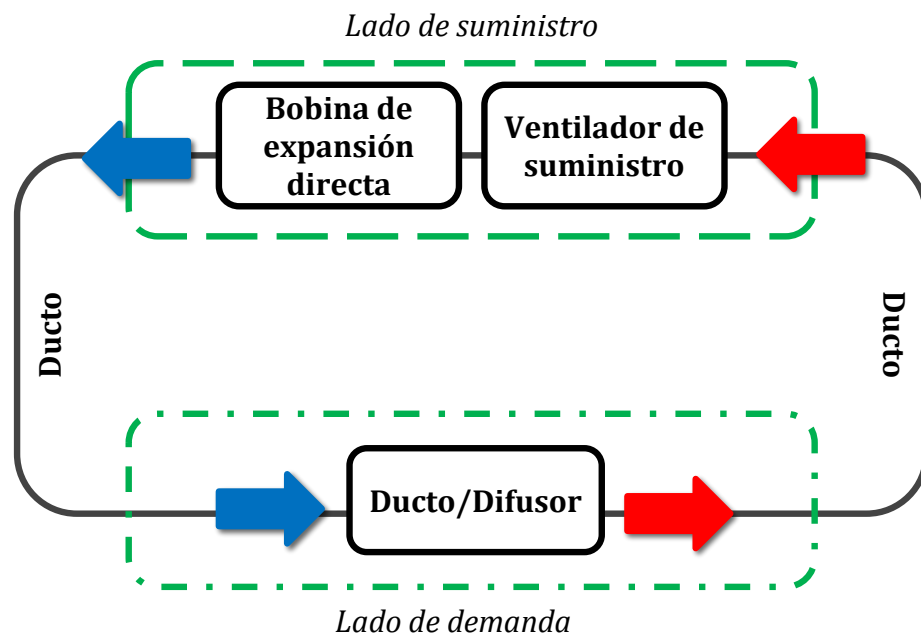 Lado de suministro
Bobina de
expansión
directa
Ventilador de
suministro
Ducto
Ducto
Ducto/Difusor
Lado de demanda